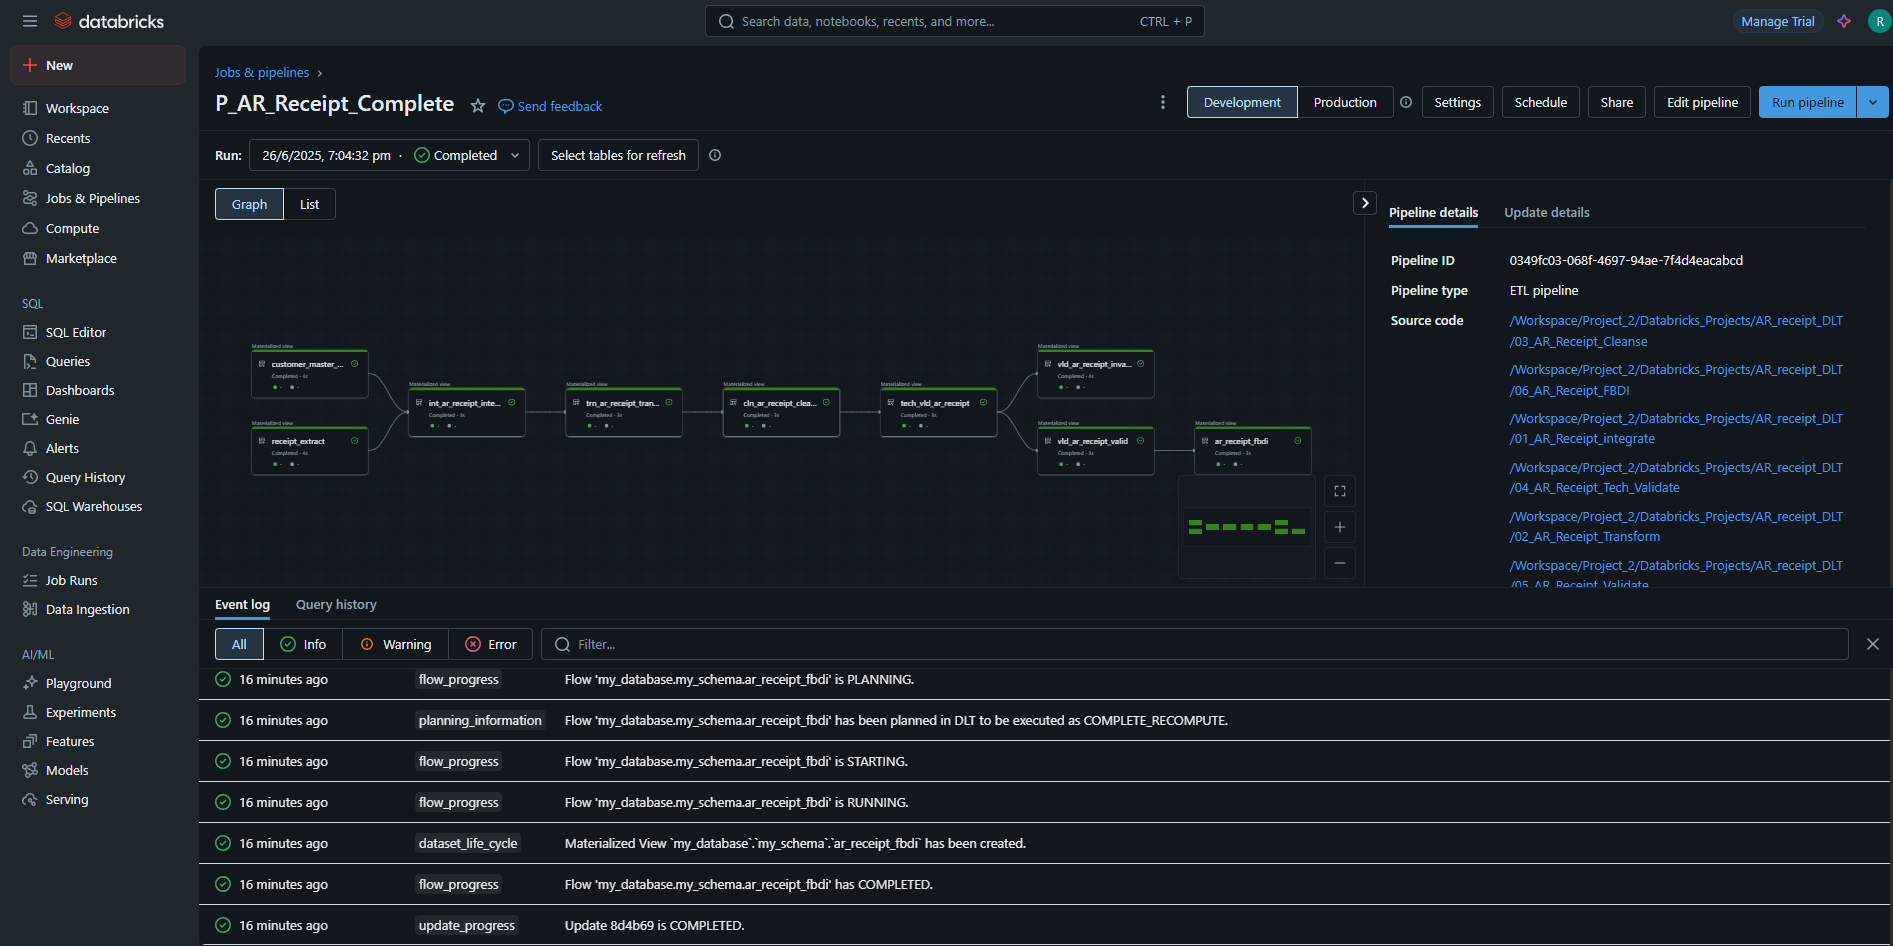 databricks
Search data, notebooks, recents, and more...
CTRL + P
Manage Trial
R
New
Workspace
Recents
Catalog
Jobs & Pipelines
Compute
Marketplace
SQL
SQL Editor
Queries
Dashboards
Genie
Alerts
Query History
SQL Warehouses
Data Engineering
Job Runs
Data Ingestion
AI/ML
Playground
Experiments
Features
Models
Serving
Jobs & pipelines
P_AR_Receipt_Complete
Send feedback
Development
Production
Settings
Schedule
Share
Edit pipeline
Run pipeline
Run:
26/6/2025, 7:04:32 pm · Completed
Select tables for refresh
Graph
List
Materialized view
customer_master_...
Completed · 4s
Materialized view
receipt_extract
Completed · 4s
Materialized view
int_ar_receipt_inte...
Completed · 3s
Materialized view
trn_ar_receipt_tran...
Completed · 3s
Materialized view
cln_ar_receipt_clea...
Completed · 3s
Materialized view
tech_vld_ar_receipt
Completed · 3s
Materialized view
vld_ar_receipt_inva...
Completed · 4s
Materialized view
vld_ar_receipt_valid
Completed · 3s
Materialized view
ar_receipt_fbdi
Completed · 3s
Pipeline details
Update details
Pipeline ID
0349fc03-068f-4697-94ae-7f4d4eacabcd
Pipeline type
ETL pipeline
Source code
/Workspace/Project_2/Databricks_Projects/AR_receipt_DLT
/03_AR_Receipt_Cleanse
/Workspace/Project_2/Databricks_Projects/AR_receipt_DLT
/06_AR_Receipt_FBDI
/Workspace/Project_2/Databricks_Projects/AR_receipt_DLT
/01_AR_Receipt_integrate
/Workspace/Project_2/Databricks_Projects/AR_receipt_DLT
/04_AR_Receipt_Tech_Validate
/Workspace/Project_2/Databricks_Projects/AR_receipt_DLT
/02_AR_Receipt_Transform
/Workspace/Project_2/Databricks_Projects/AR_receipt_DLT
/05_AR_Receipt_Validate
Event log
Query history
All
Info
Warning
Error
Filter...
16 minutes ago flow_progress Flow 'my_database.my_schema.ar_receipt_fbdi' is PLANNING.
16 minutes ago planning_information Flow 'my_database.my_schema.ar_receipt_fbdi' has been planned in DLT to be executed as COMPLETE_RECOMPUTE.
16 minutes ago flow_progress Flow 'my_database.my_schema.ar_receipt_fbdi' is STARTING.
16 minutes ago flow_progress Flow 'my_database.my_schema.ar_receipt_fbdi' is RUNNING.
16 minutes ago dataset_life_cycle Materialized View `my_database`.`my_schema`.`ar_receipt_fbdi` has been created.
16 minutes ago flow_progress Flow 'my_database.my_schema.ar_receipt_fbdi' has COMPLETED.
16 minutes ago update_progress Update 8d4b69 is COMPLETED.